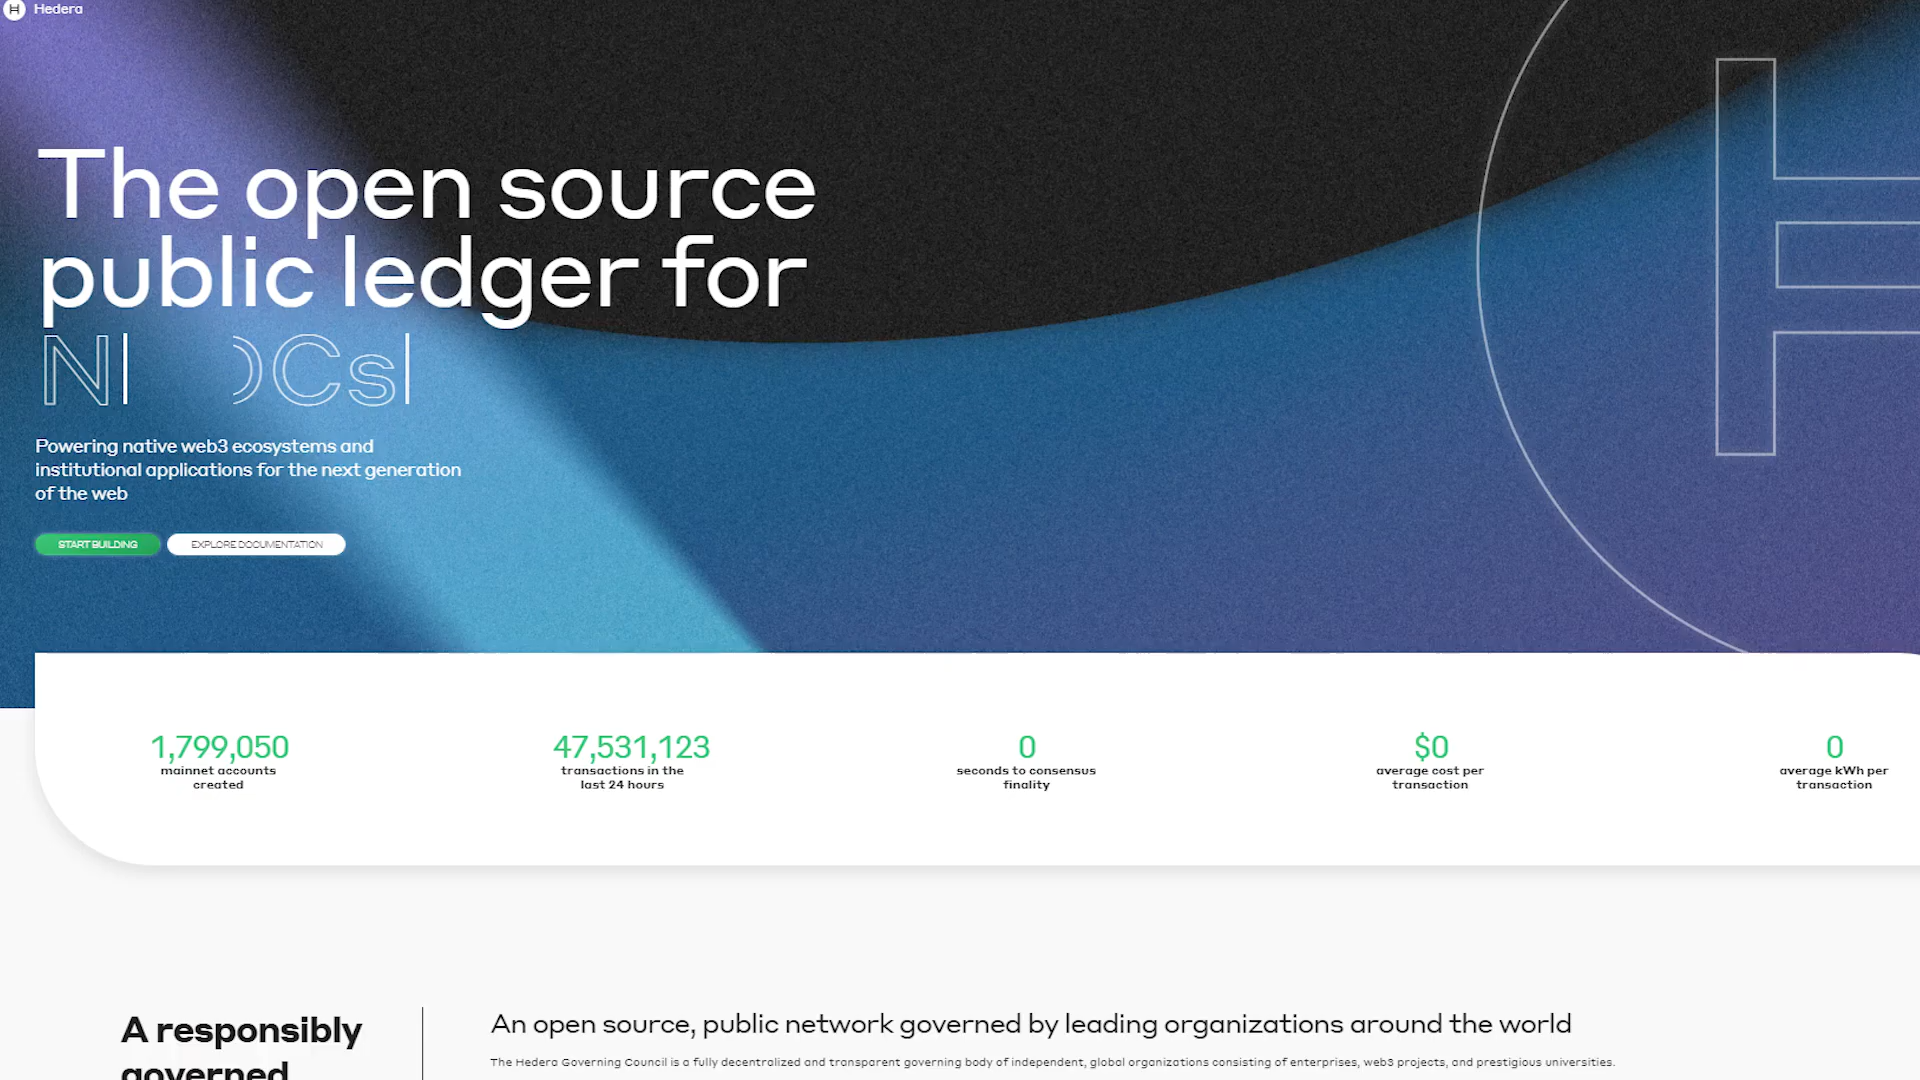 Hedera
The open source
public ledger for
Powering native web3 ecosystems and
institutional applications for the next generation
of the web
START BUILDING
EXPLORE DOCUMENTATION
1,799,050
mainnet accounts
created
47,531,123
transactions in the
last 24 hours
0
seconds to consensus
finality
$0
average cost per
transaction
0
average kWh per
transaction
A responsibly
governed
An open source, public network governed by leading organizations around the world
The Hedera Governing Council is a fully decentralized and transparent governing body of independent, global organizations consisting of enterprises, web3 projects, and prestigious universities.